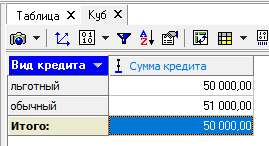 Таблица Куб
Вид кредита Сумма кредита
льготный 50 000,00
обычный 51 000,00
Итого: 50 000,00